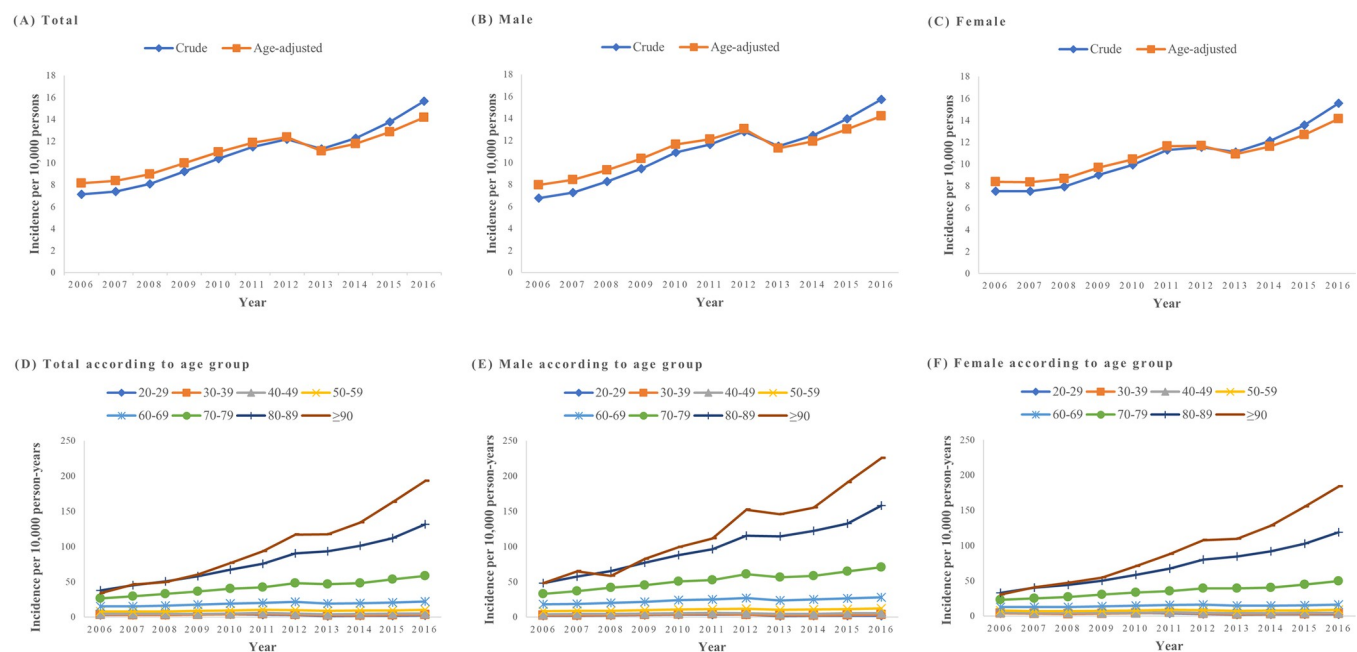 (A) Total
Crude Age-adjusted
Incidence per 10,000 persons
18
16
14
12
10
8
6
4
2
0
2006 2007 2008 2009 2010 2011 2012 2013 2014 2015 2016
Year
(B) Male
Crude Age-adjusted
Incidence per 10,000 persons
18
16
14
12
10
8
6
4
2
0
2006 2007 2008 2009 2010 2011 2012 2013 2014 2015 2016
Year
(C) Female
Crude Age-adjusted
Incidence per 10,000 persons
18
16
14
12
10
8
6
4
2
0
2006 2007 2008 2009 2010 2011 2012 2013 2014 2015 2016
Year
(D) Total according to age group
20-29 30-39 40-49 50-59
60-69 70-79 80-89 ≥90
Incidence per 10,000 person-years
250
200
150
100
50
0
2006 2007 2008 2009 2010 2011 2012 2013 2014 2015 2016
Year
(E) Male according to age group
20-29 30-39 40-49 50-59
60-69 70-79 80-89 ≥90
Incidence per 10,000 person-years
250
200
150
100
50
0
2006 2007 2008 2009 2010 2011 2012 2013 2014 2015 2016
Year
(F) Female according to age group
20-29 30-39 40-49 50-59
60-69 70-79 80-89 ≥90
Incidence per 10,000 person-years
250
200
150
100
50
0
2006 2007 2008 2009 2010 2011 2012 2013 2014 2015 2016
Year